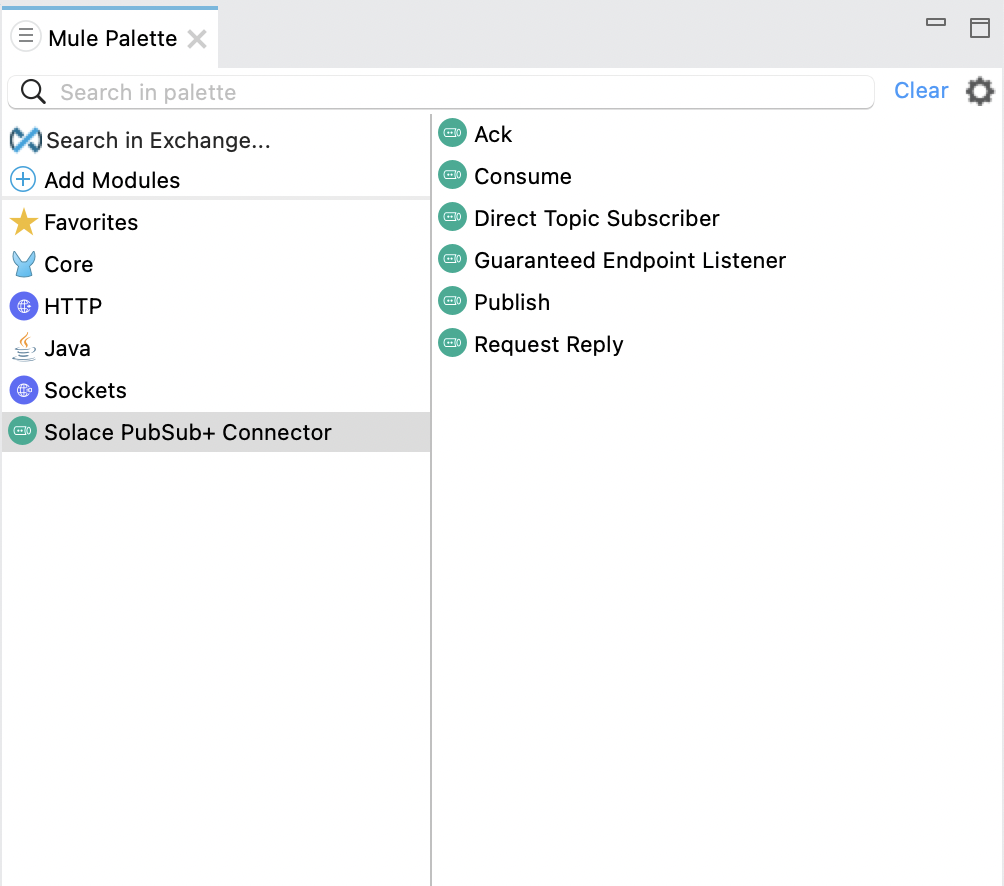 Mule Palette
Search in palette
Clear
Search in Exchange...
Add Modules
Favorites
Core
HTTP
Java
Sockets
Solace PubSub+ Connector
Ack
Consume
Direct Topic Subscriber
Guaranteed Endpoint Listener
Publish
Request Reply